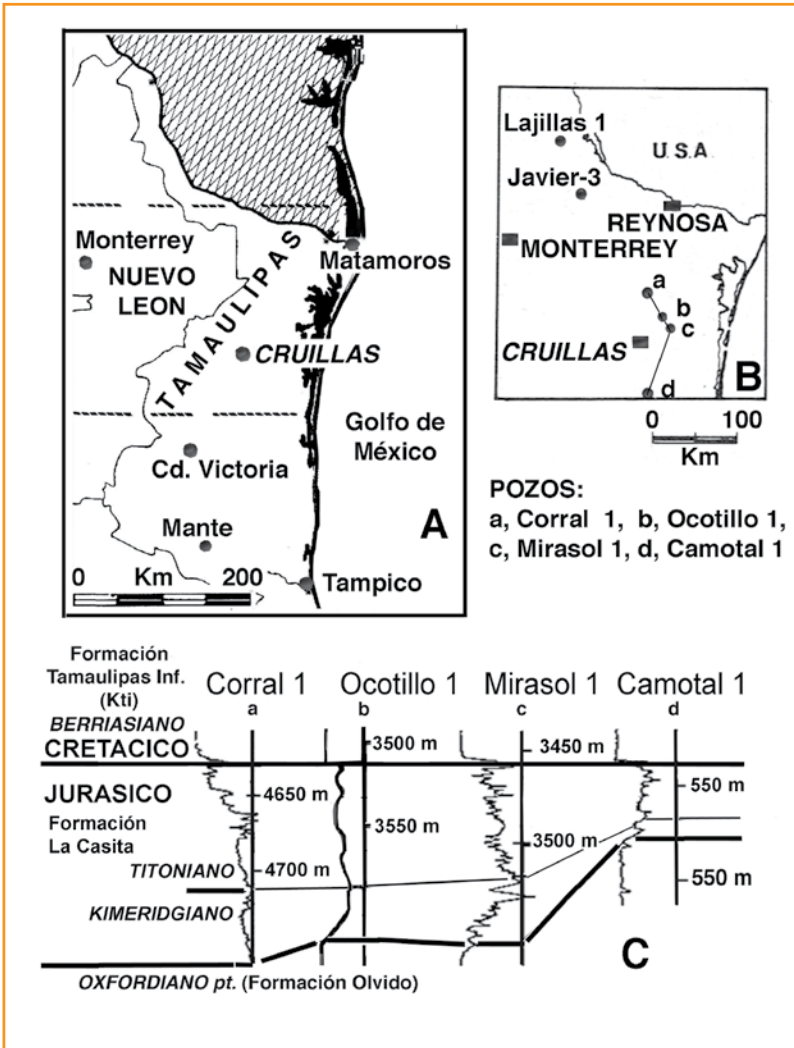 Monterrey
NUEVO
LEON
TAMAULIPAS
Matamoros
CRUILLAS
Golfo de
México
Cd. Victoria
Mante
A
0 Km 200
Tampico
Lajillas 1
U.S.A
Javier-3
REYNOSA
MONTERREY
a
b
c
CRUILLAS
B
d
0 100
Km
POZOS:
a, Corral 1, b, Ocotillo 1,
c, Mirasol 1, d, Camotal 1
Formación
Tamaulipas Inf.
(Kti)
BERRIASIANO
CRETACICO
Corral 1 Ocotillo 1 Mirasol 1 Camotal 1
a b c d
3500 m 3450 m
JURASICO
4650 m
550 m
Formación
La Casita
3550 m
3500 m
TITONIANO
4700 m
550 m
KIMERIDGIANO
C
OXFORDIANO pt. (Formación Olvido)